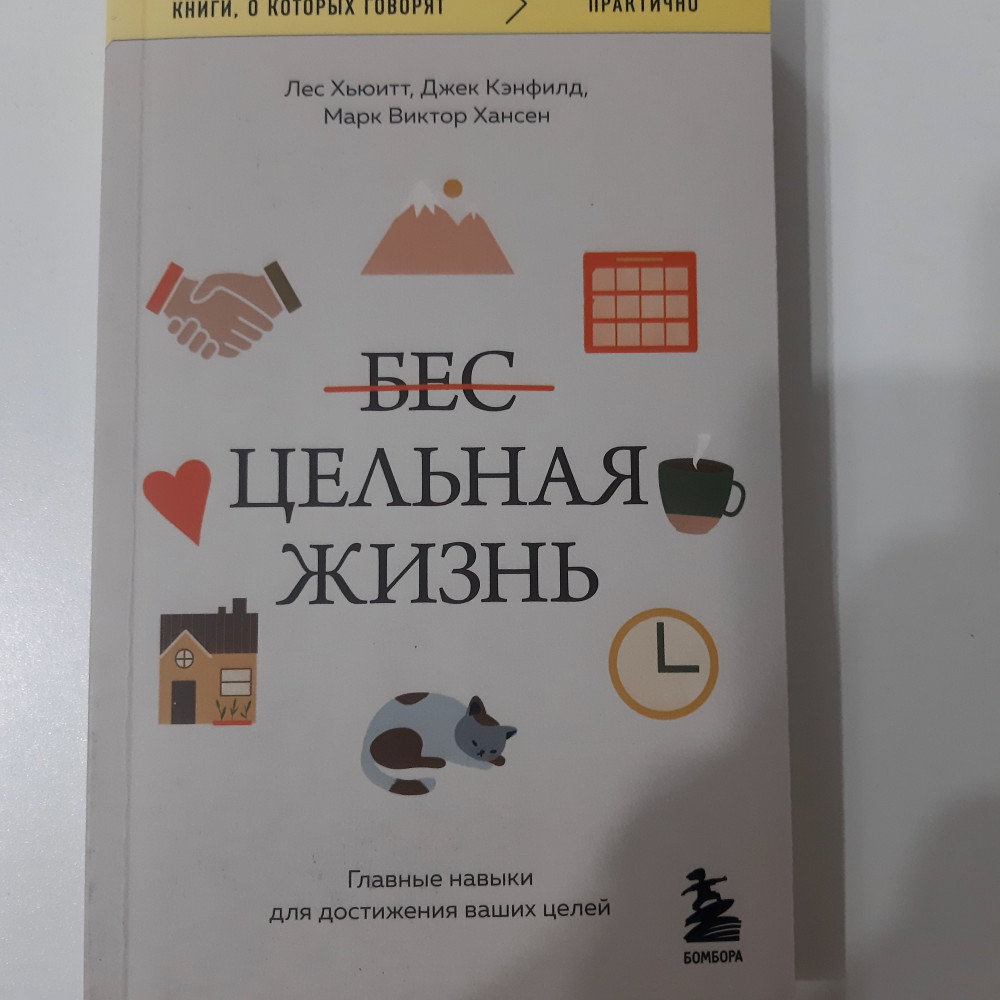 КНИГИ, О КОТОРЫХ ГОВОРЯТ > ПРАКТИЧНО
Лес Хьюитт, Джек Кэнфилд,
Марк Виктор Хансен
БЕС
ЦЕЛЬНАЯ
ЖИЗНЬ
Главные навыки
для достижения ваших целей
БОМБОРА